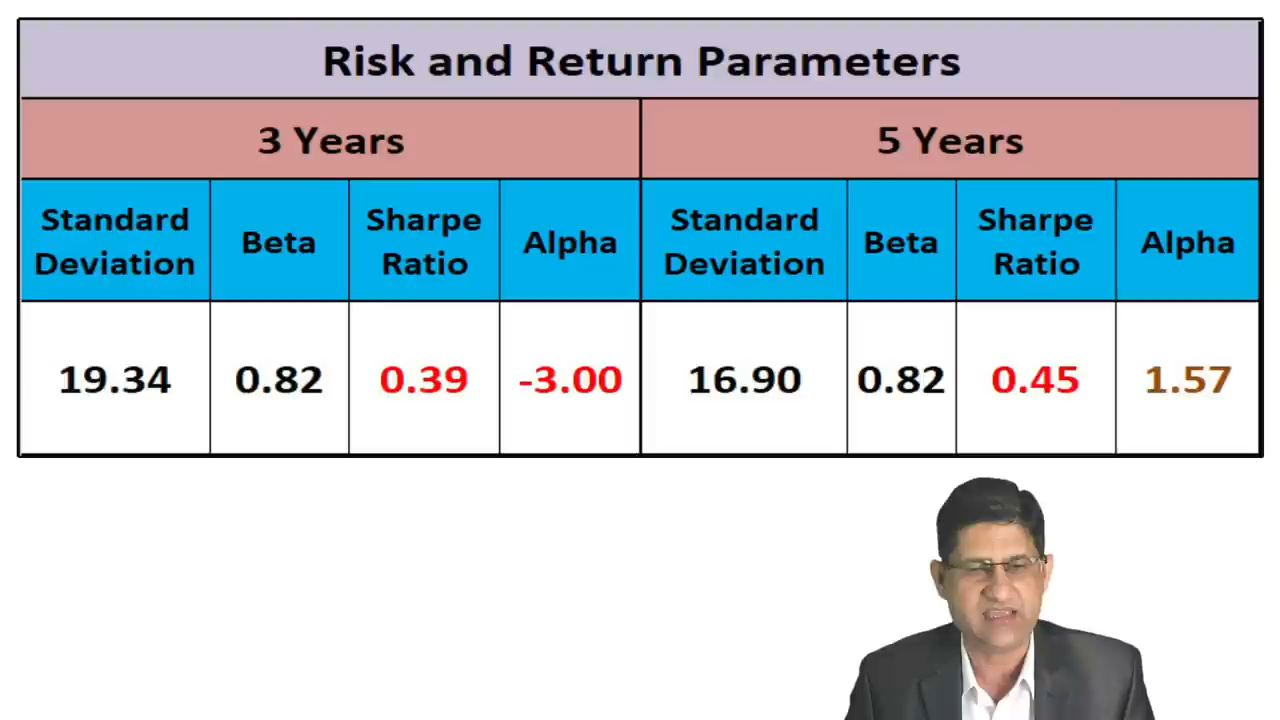 Risk and Return Parameters
3 Years
5 Years
Standard Deviation
Beta
Sharpe Ratio
Alpha
Standard Deviation
Beta
Sharpe Ratio
Alpha
19.34
0.82
0.39
-3.00
16.90
0.82
0.45
1.57